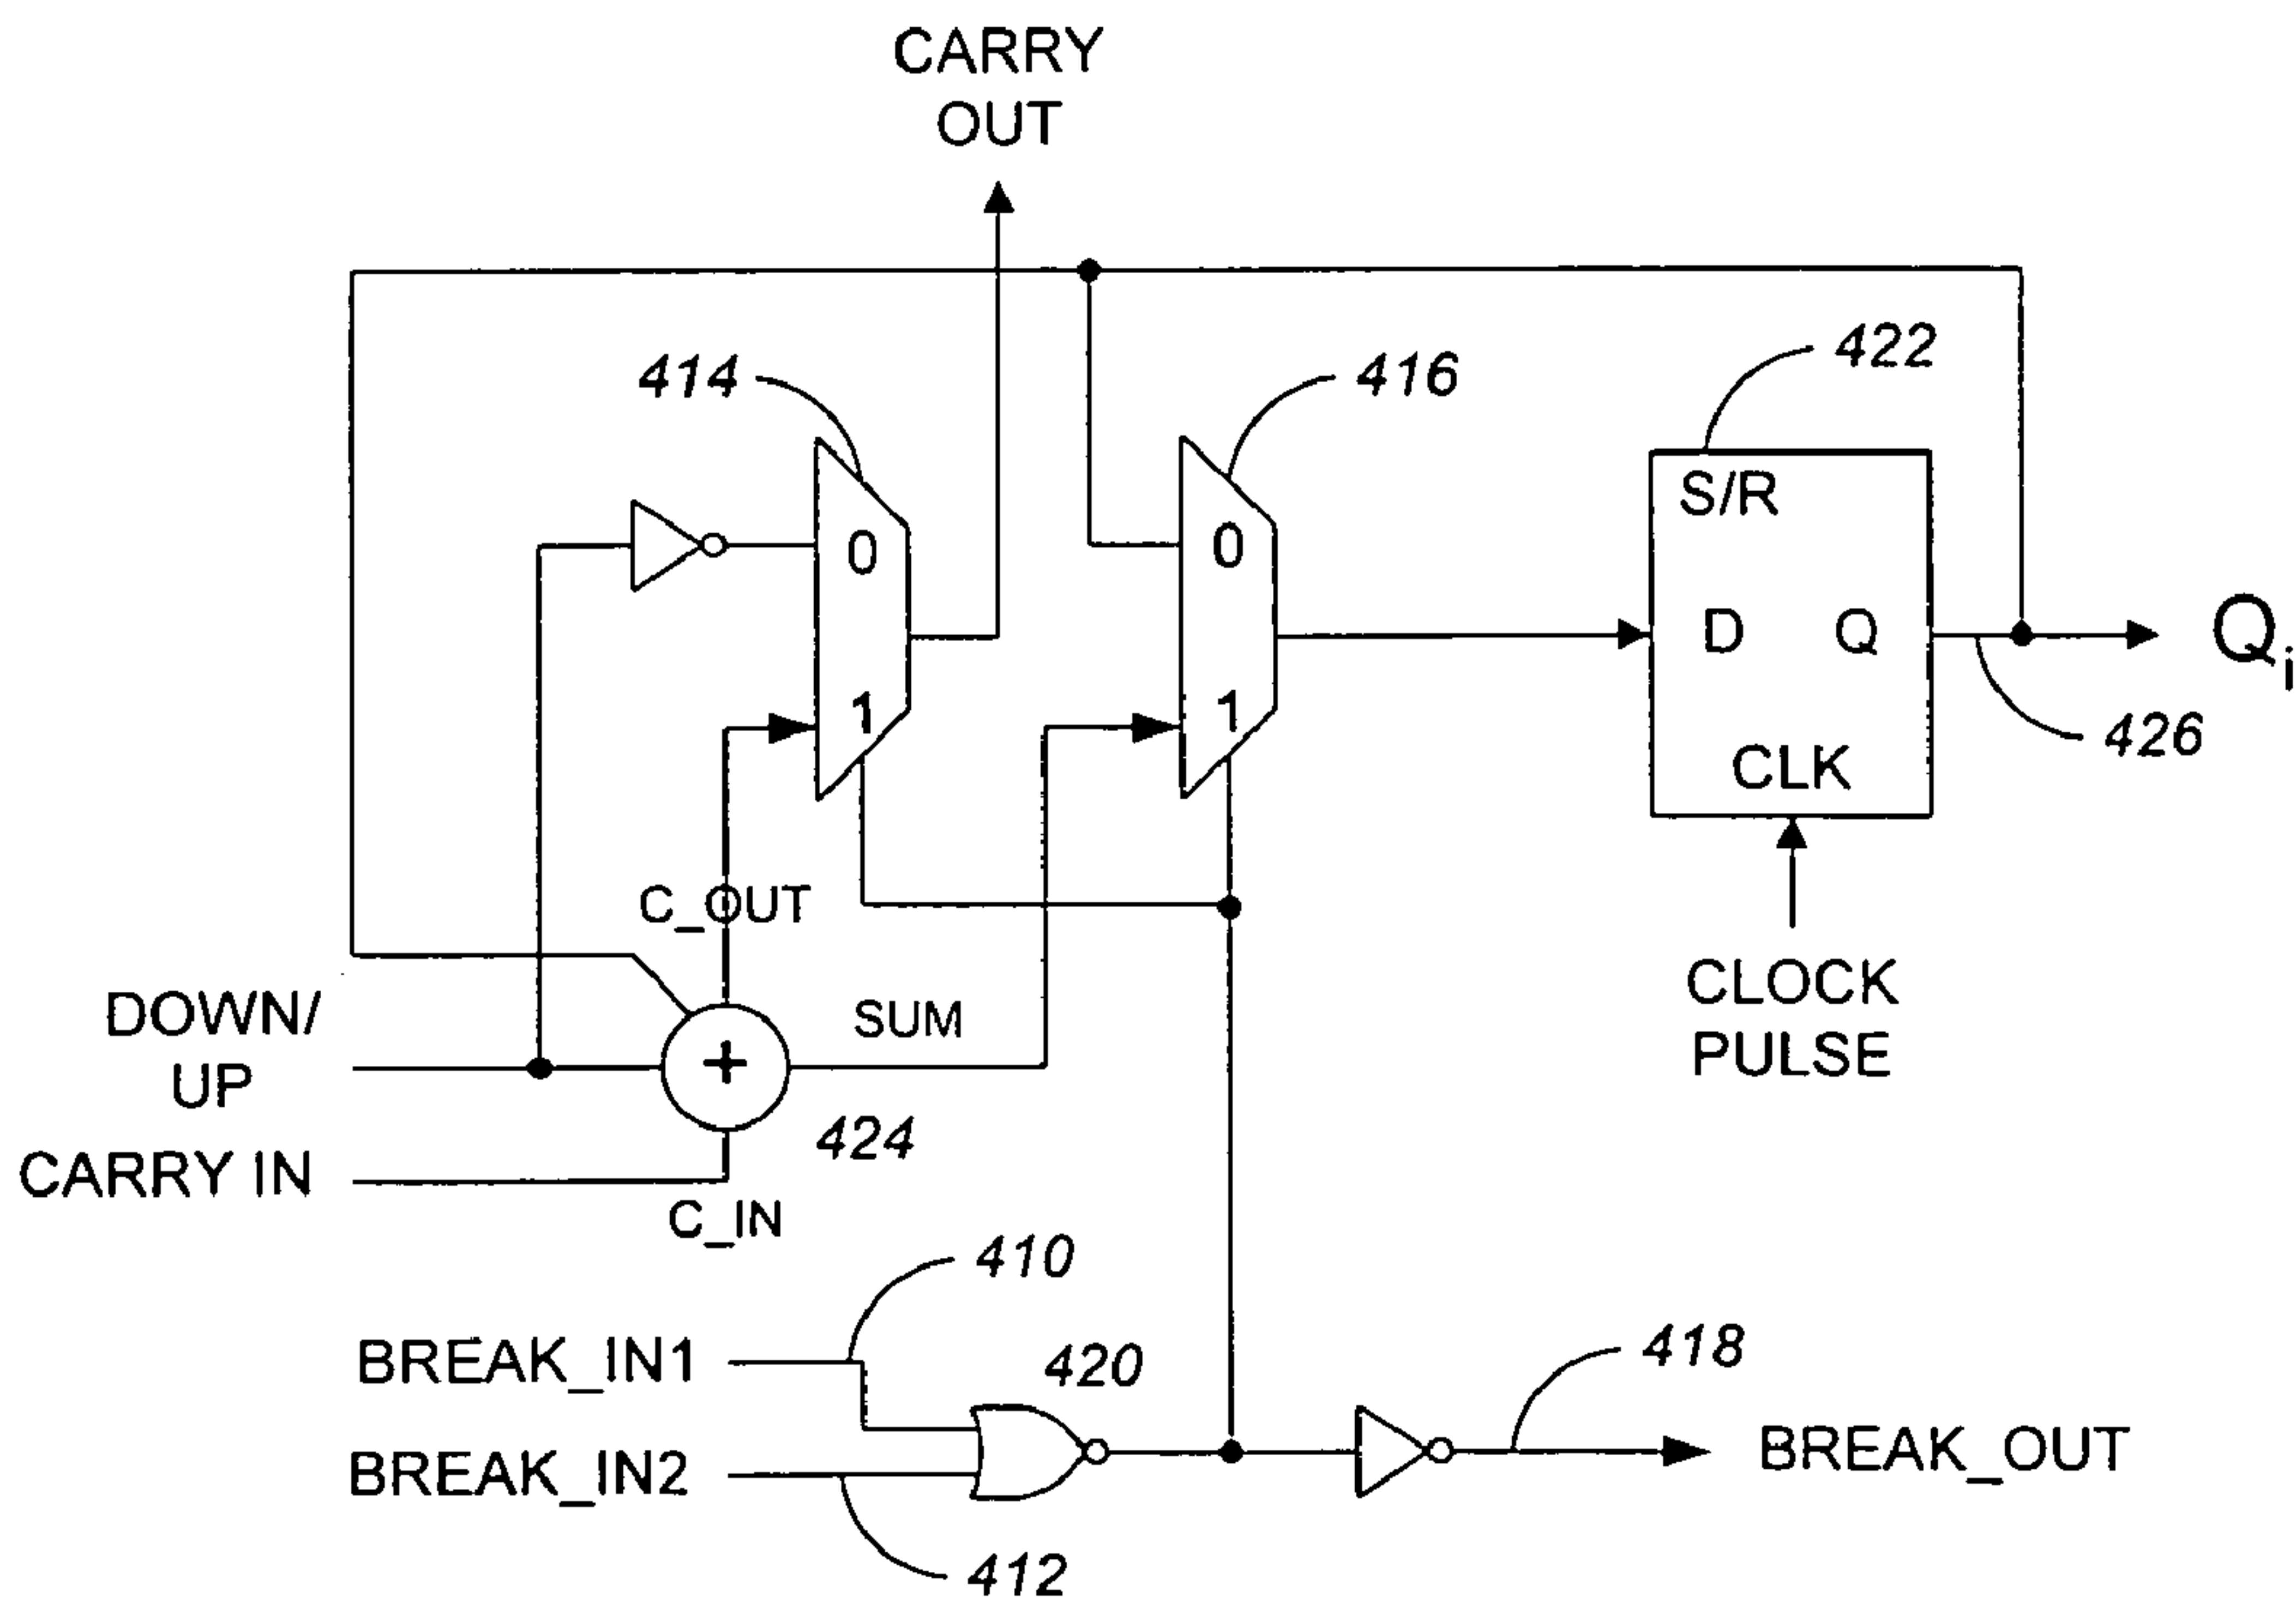 CARRY
OUT
414
416
422
S/R
0
0
D
Q
Qi
1
1
426
CLK
C_OUT
DOWN/
UP
SUM
CLOCK
PULSE
+
424
CARRY IN
C_IN
410
BREAK_IN1
420
418
BREAK_IN2
BREAK_OUT
412